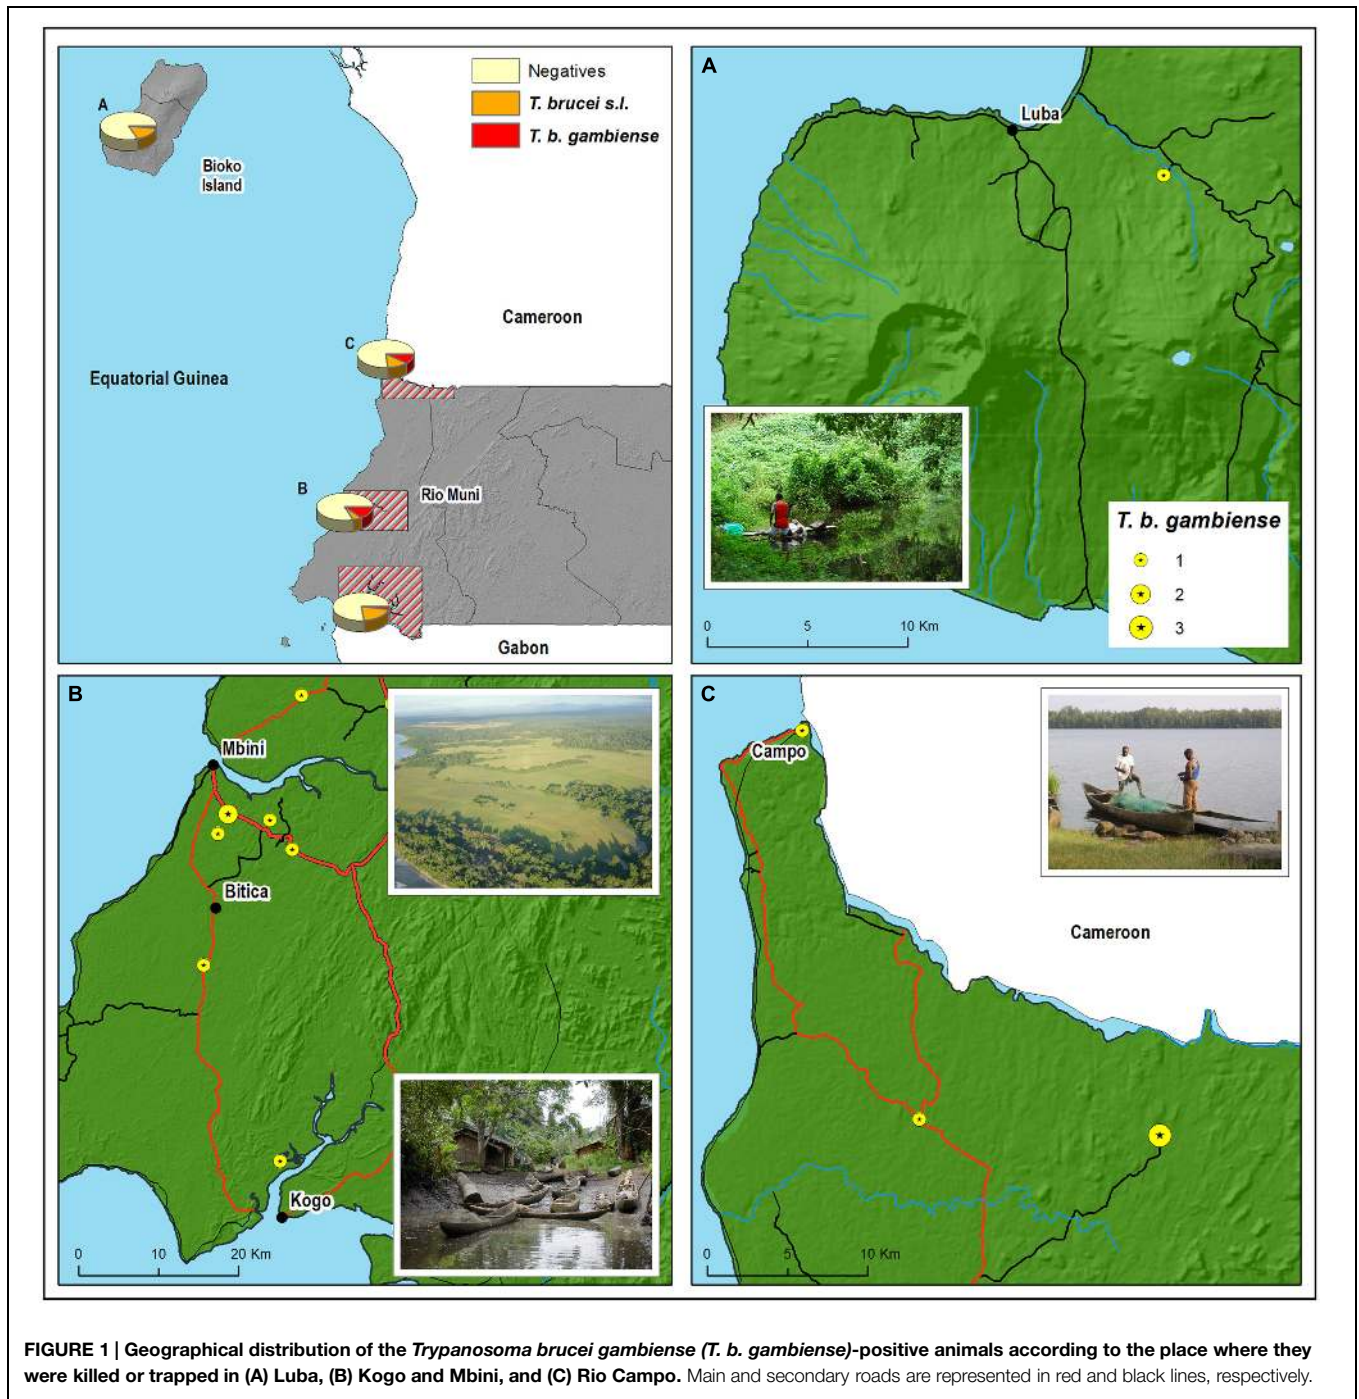 Negatives
T. brucei s.l.
T. b. gambiense
A
Bioko
Island
Cameroon
C
Equatorial Guinea
B
Rio Muni
Gabon
A
Luba
T. b. gambiense
1
2
3
0 5 10 Km
B
Mbini
Bitica
Kogo
0 10 20 Km
C
Campo
Cameroon
0 5 10 Km
FIGURE 1 | Geographical distribution of the Trypanosoma brucei gambiense (T. b. gambiense)-positive animals according to the place where they
were killed or trapped in (A) Luba, (B) Kogo and Mbini, and (C) Rio Campo. Main and secondary roads are represented in red and black lines, respectively.